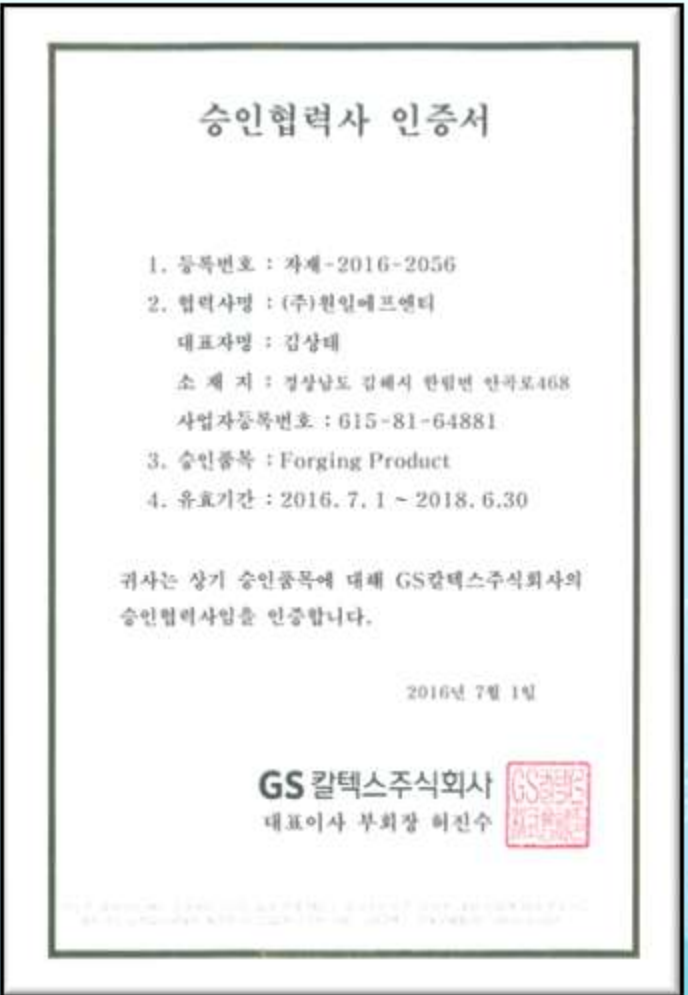 승인협력사 인증서
1. 등록번호 : 자재-2016-2056
2. 협력사명 : (주)원일에프엔티
대표자명 : 김상태
소 재 지 : 경상남도 김해시 한림면 안곡로468
사업자등록번호 : 615-81-64881
3. 승인품목 : Forging Product
4. 유효기간 : 2016. 7. 1 ~ 2018. 6.30
귀사는 상기 승인품목에 대해 GS칼텍스주식회사의
승인협력사임을 인증합니다.
2016년 7월 1일
GS 칼텍스주식회사
대표이사 부회장 허진수